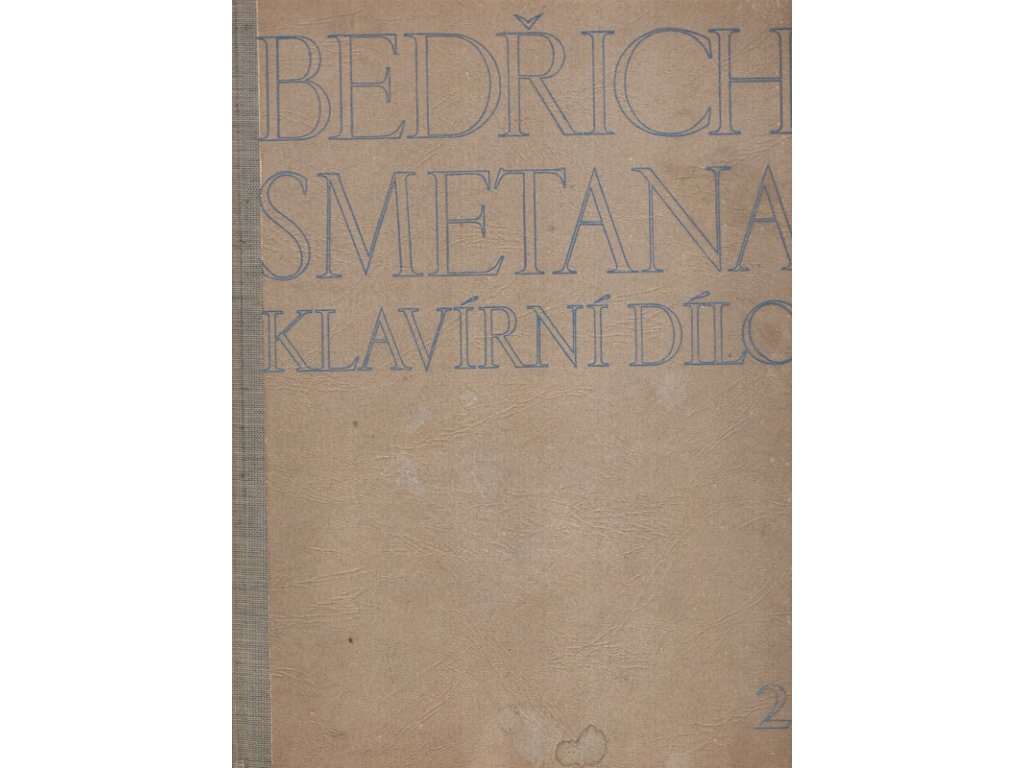 BEDŘICH
SMETANA
KLAVÍRNÍ DÍLO
2